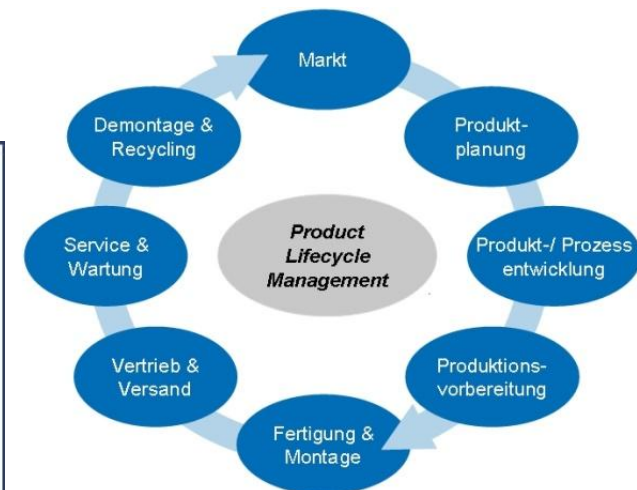 Markt
Produkt-
planung
Produkt-/ Prozess
entwicklung
Produktions-
vorbereitung
Fertigung &
Montage
Vertrieb &
Versand
Service &
Wartung
Demontage &
Recycling
Product
Lifecycle
Management